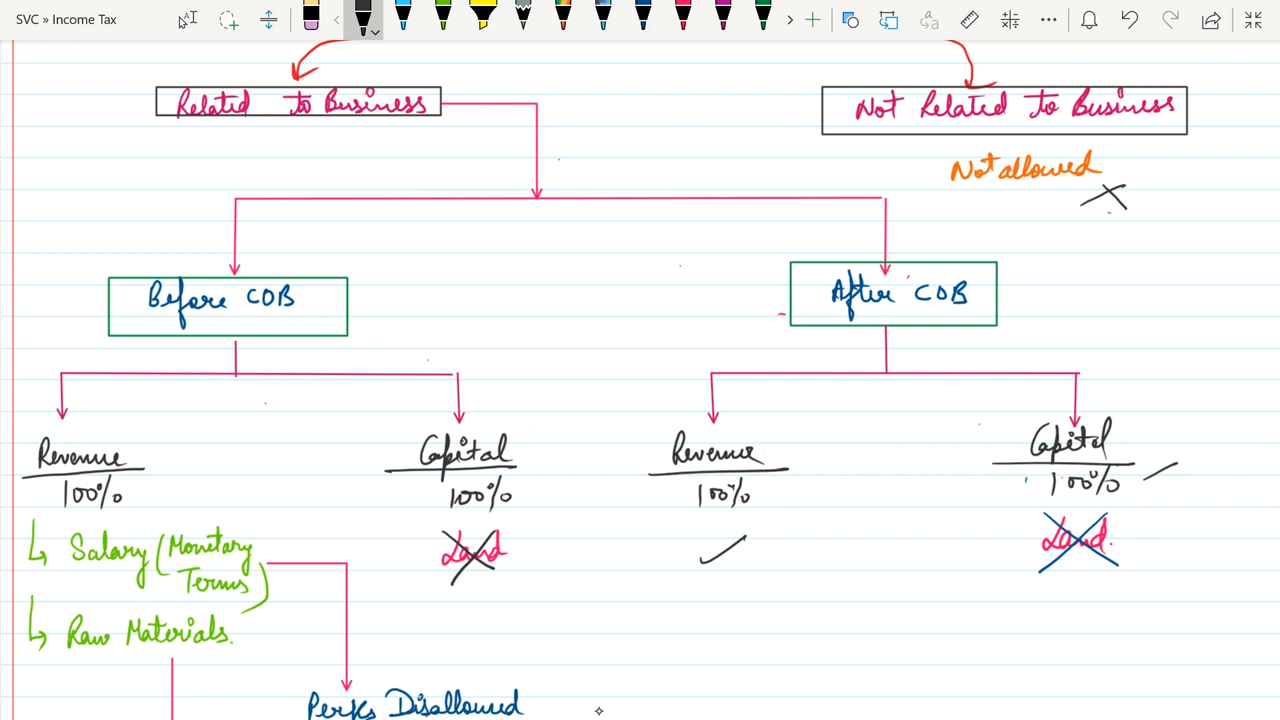 SVC » Income Tax
Related to Business
Not Related to Business
Not allowed
Before COB
After COB
Revenue
100%
Capital
100%
Revenue
100%
Capital
100%
Salary (Monetary
Terms)
Land
Land.
Raw Materials.
Perks Disallowed